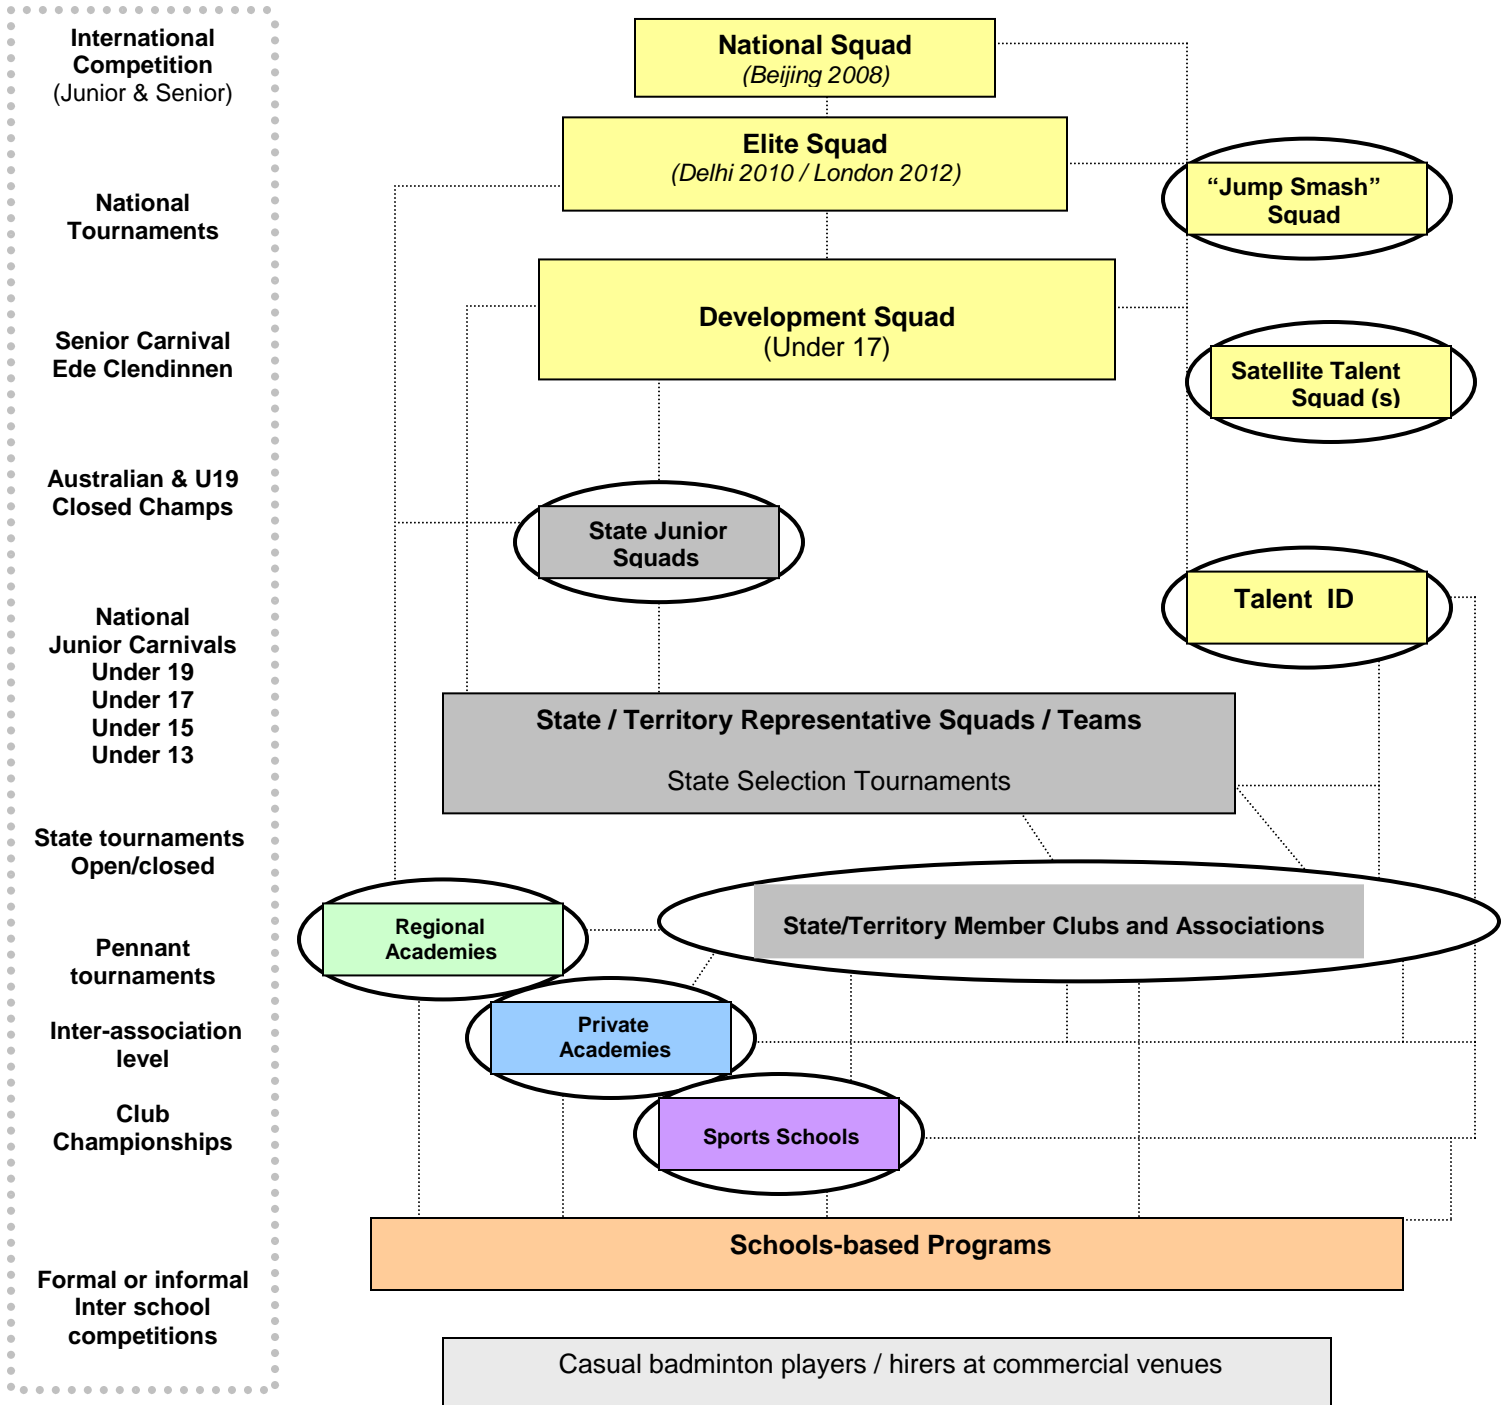 International
Competition
(Junior & Senior)
National
Tournaments
Senior Carnival
Ede Clendinnen
Australian & U19
Closed Champs
National
Junior Carnivals
Under 19
Under 17
Under 15
Under 13
State tournaments
Open/closed
Pennant
tournaments
Inter-association
level
Club
Championships
Formal or informal
Inter school
competitions
National Squad
(Beijing 2008)
Elite Squad
(Delhi 2010 / London 2012)
“Jump Smash”
Squad
Development Squad
(Under 17)
Satellite Talent
Squad (s)
State Junior
Squads
Talent ID
State / Territory Representative Squads / Teams
State Selection Tournaments
Regional
Academies
State/Territory Member Clubs and Associations
Private
Academies
Sports Schools
Schools-based Programs
Casual badminton players / hirers at commercial venues